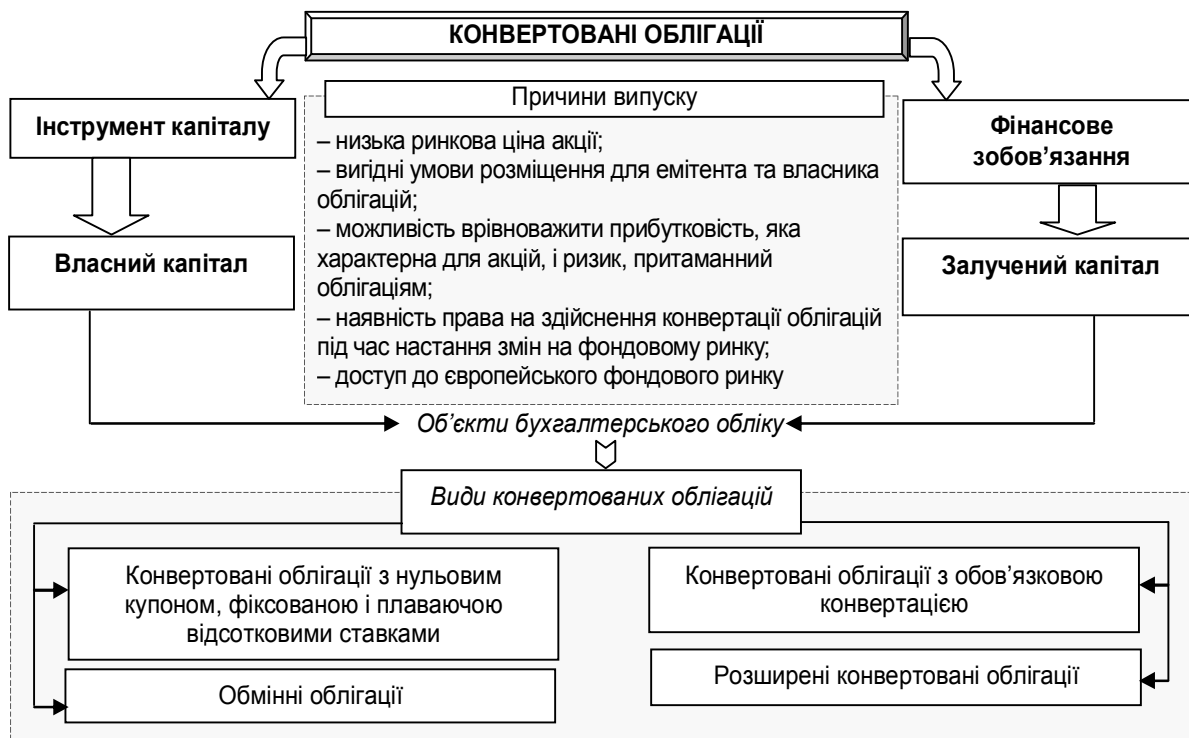 КОНВЕРТОВАНІ ОБЛІГАЦІЇ
Інструмент капіталу
Власний капітал
Причини випуску
– низька ринкова ціна акції;
– вигідні умови розміщення для емітента та власника
облігацій;
– можливість врівноважити прибутковість, яка
характерна для акцій, і ризик, притаманний
облігаціям;
– наявність права на здійснення конвертації облігацій
під час настання змін на фондовому ринку;
– доступ до європейського фондового ринку
Фінансове
зобов’язання
Залучений капітал
Об’єкти бухгалтерського обліку
Види конвертованих облігацій
Конвертовані облігації з нульовим
купоном, фіксованою і плаваючою
відсотковими ставками
Обмінні облігації
Конвертовані облігації з обов’язковою
конвертацією
Розширені конвертовані облігації